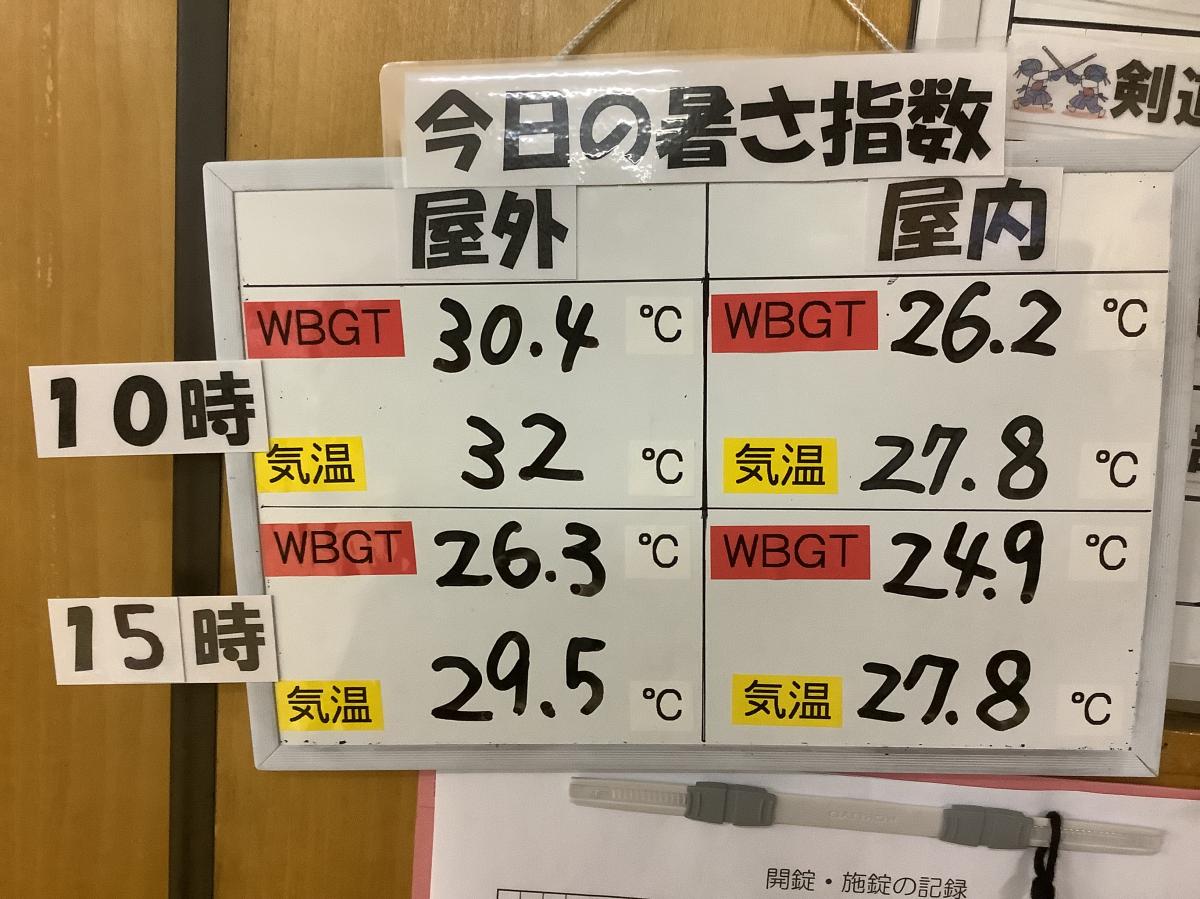 今日の暑さ指数
剣道
屋外 屋内
10時
WBGT 30.4 ℃ WBGT 26.2 ℃
気温 32 ℃ 気温 27.8 ℃
15時
WBGT 26.3 ℃ WBGT 24.9 ℃
気温 29.5 ℃ 気温 27.8 ℃
開錠・施錠の記録